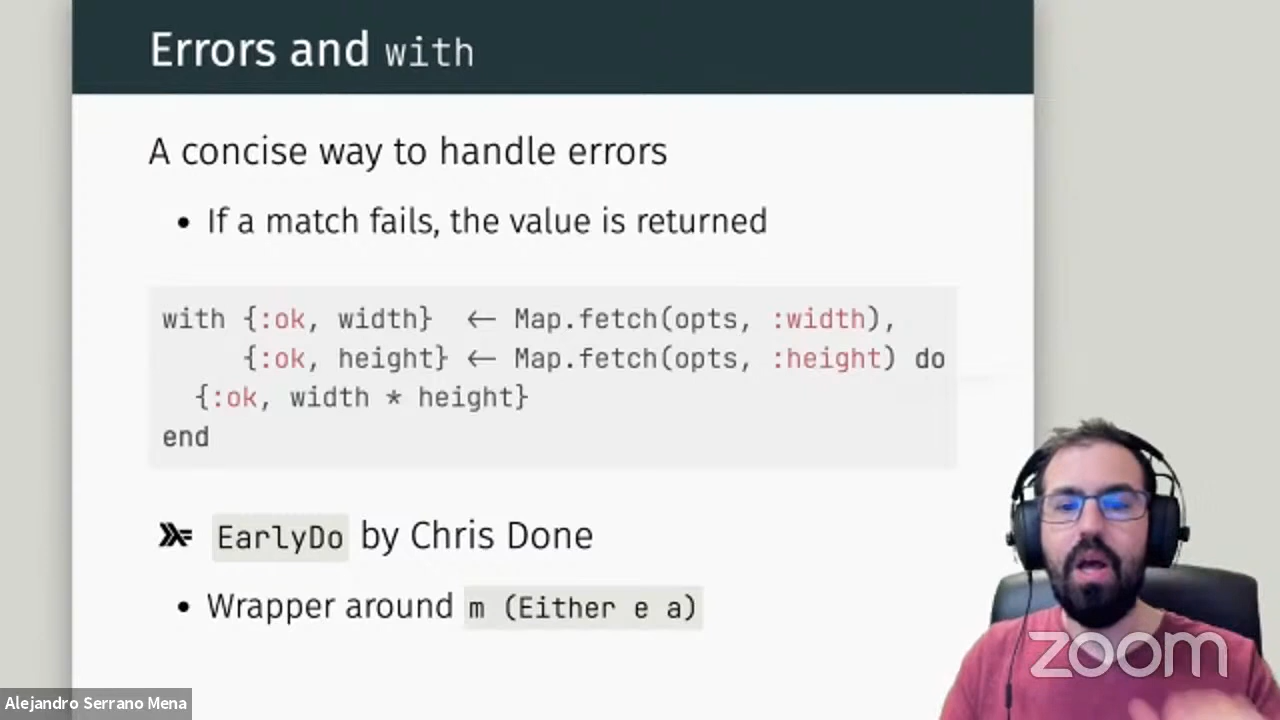 Errors and with
A concise way to handle errors
• If a match fails, the value is returned
with {:ok, width} <- Map.fetch(opts, :width),
{:ok, height} <- Map.fetch(opts, :height) do
{:ok, width * height}
end
EarlyDo by Chris Done
• Wrapper around m (Either e a)
zoom
Alejandro Serrano Mena